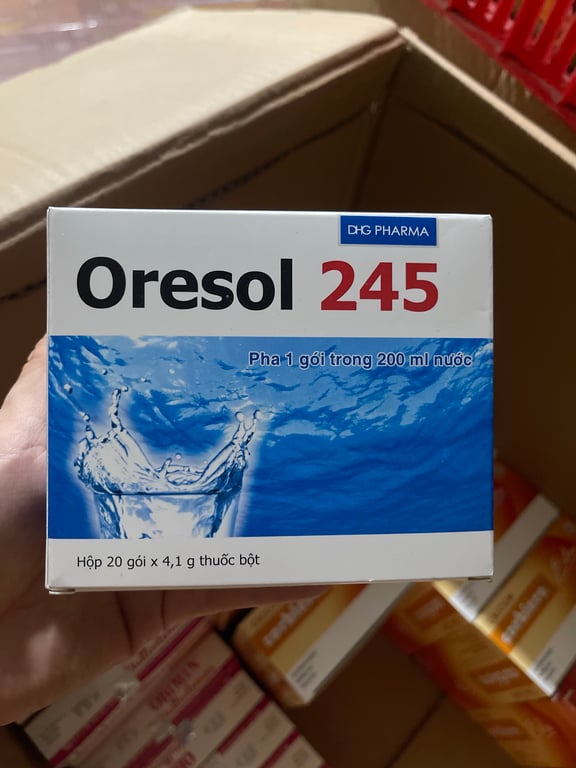 DHG PHARMA
Oresol 245
Pha 1 gói trong 200 ml nước
Hộp 20 gói x 4,1 g thuốc bột